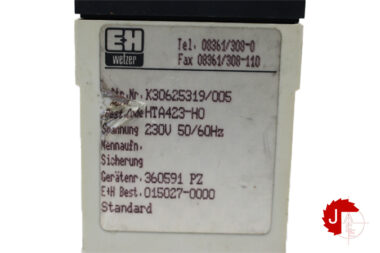 E+H
wetzer
Tel. 08361/308-0
Fax 08361/308-110
Nr. X30625319/005
HTA423-H0
Spannung 230V 50/60Hz
Nennaufn.
Sicherung
Gerätenr. 360591 PZ
E+H Best. 015027-0000
Standard